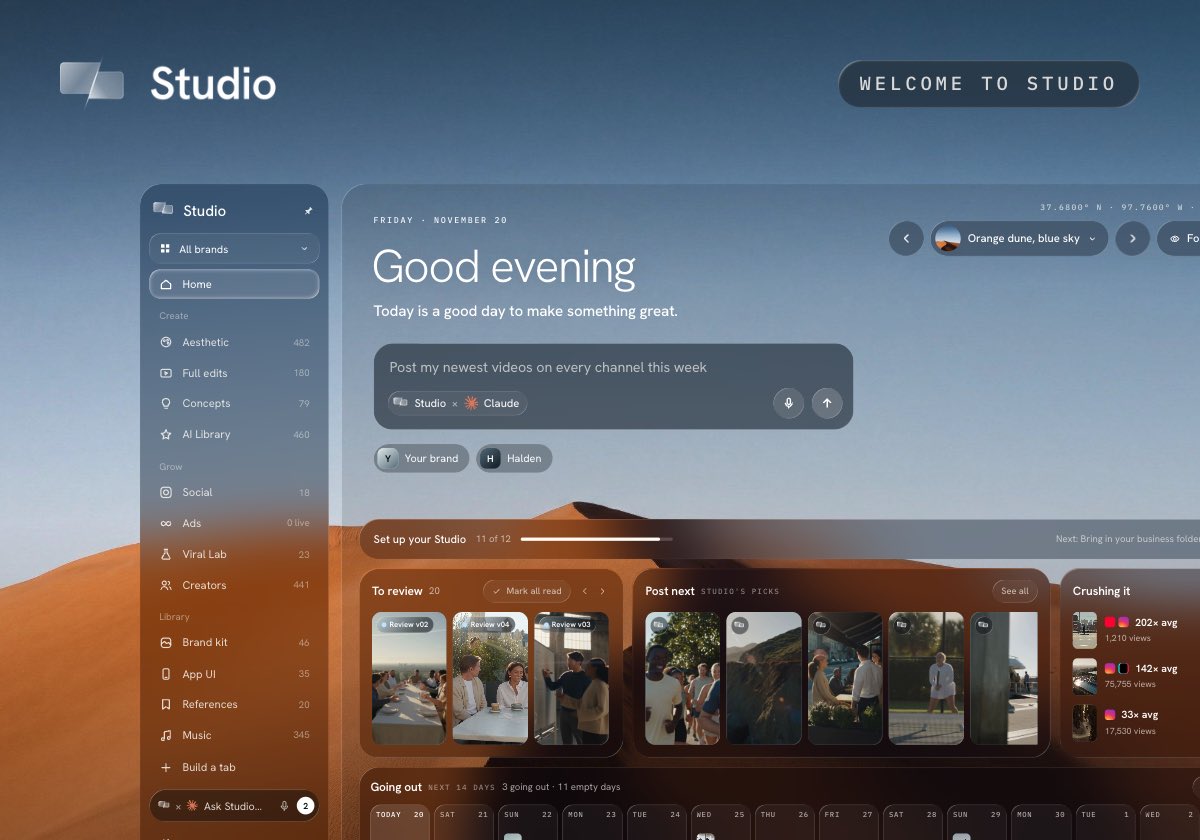 Studio
WELCOME TO STUDIO
Studio
All brands
Home
Create
Aesthetic 482
Full edits 180
Concepts 79
AI Library 460
Grow
Social 18
Ads 0 live
Viral Lab 23
Creators 441
Library
Brand kit 46
App UI 35
References 20
Music 345
Build a tab
× Ask Studio... 2
FRIDAY · NOVEMBER 20
37.6800° N · 97.7600° W ·
Orange dune, blue sky
Fo
Good evening
Today is a good day to make something great.
Post my newest videos on every channel this week
Studio × Claude
Y Your brand H Halden
Set up your Studio 11 of 12
Next: Bring in your business folder
To review 20 Mark all read
Review v02 Review v04 Review v03
Post next STUDIO'S PICKS See all
Crushing it
202× avg
1,210 views
142× avg
75,755 views
33× avg
17,530 views
Going out NEXT 14 DAYS 3 going out · 11 empty days
TODAY 20 SAT 21 SUN 22 MON 23 TUE 24 WED 25 THU 26 FRI 27 SAT 28 SUN 29 MON 30 TUE 1 WED 2